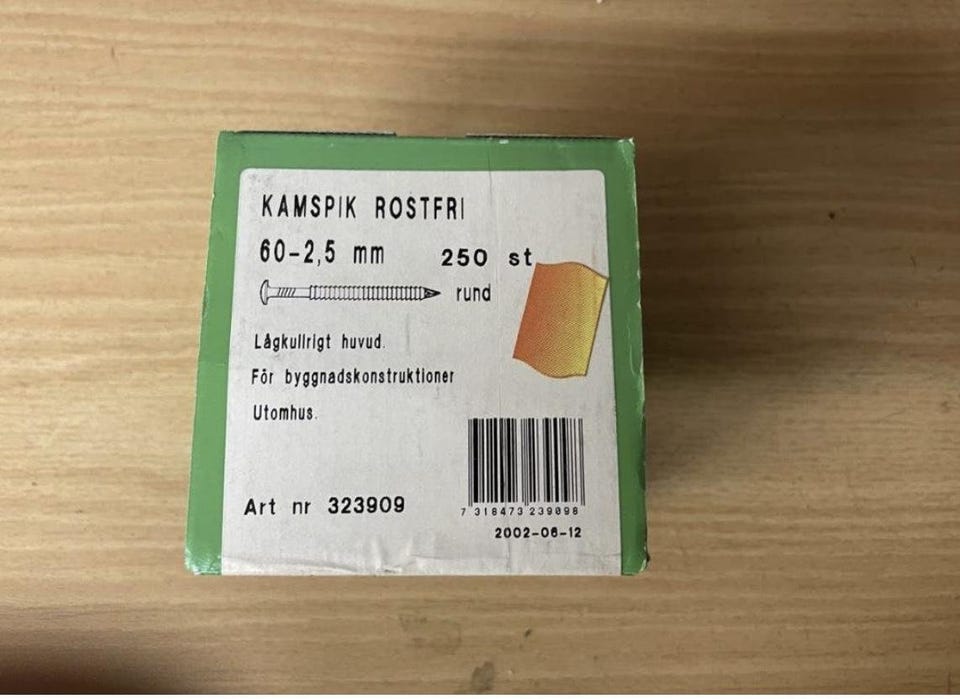 KAMSPIK ROSTFRI
60-2,5 mm 250 st
rund
Lågkullrigt huvud.
För byggnadskonstruktioner
Utomhus.
Art nr 323909
7 318473 239098
2002-06-12